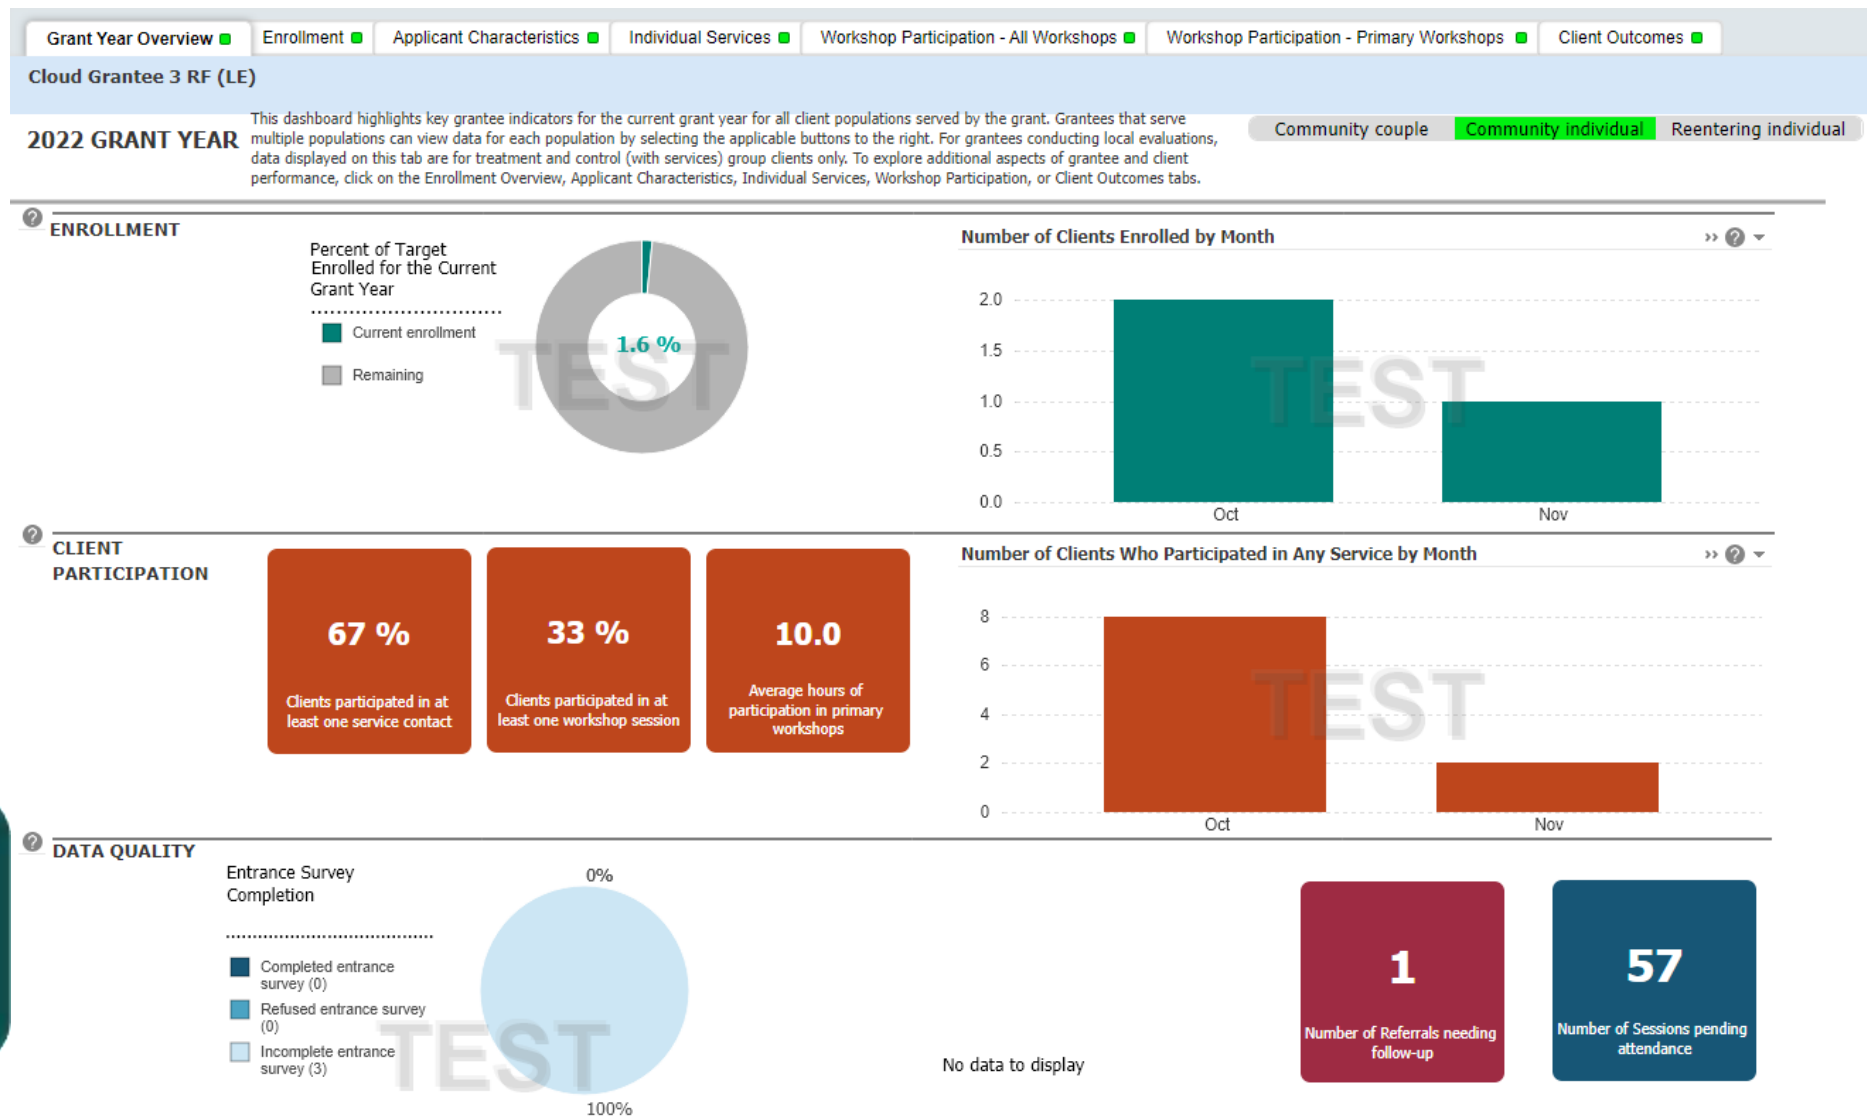 Grant Year Overview
Enrollment
Applicant Characteristics
Individual Services
Workshop Participation - All Workshops
Workshop Participation - Primary Workshops
Client Outcomes
Cloud Grantee 3 RF (LE)
2022 GRANT YEAR
This dashboard highlights key grantee indicators for the current grant year for all client populations served by the grant. Grantees that serve
multiple populations can view data for each population by selecting the applicable buttons to the right. For grantees conducting local evaluations,
data displayed on this tab are for treatment and control (with services) group clients only. To explore additional aspects of grantee and client
performance, click on the Enrollment Overview, Applicant Characteristics, Individual Services, Workshop Participation, or Client Outcomes tabs.
Community couple
Community individual
Reentering individual
?
ENROLLMENT
Percent of Target
Enrolled for the Current
Grant Year
Current enrollment
Remaining
1.6 %
TEST
Number of Clients Enrolled by Month
?
2.0
1.5
1.0
0.5
0.0
Oct
Nov
TEST
?
CLIENT
PARTICIPATION
67 %
Clients participated in at
least one service contact
33 %
Clients participated in at
least one workshop session
10.0
Average hours of
participation in primary
workshops
Number of Clients Who Participated in Any Service by Month
?
8
6
4
2
0
Oct
Nov
TEST
?
DATA QUALITY
Entrance Survey
Completion
Completed entrance
survey (0)
Refused entrance survey
(0)
Incomplete entrance
survey (3)
0%
100%
TEST
No data to display
1
Number of Referrals needing
follow-up
57
Number of Sessions pending
attendance